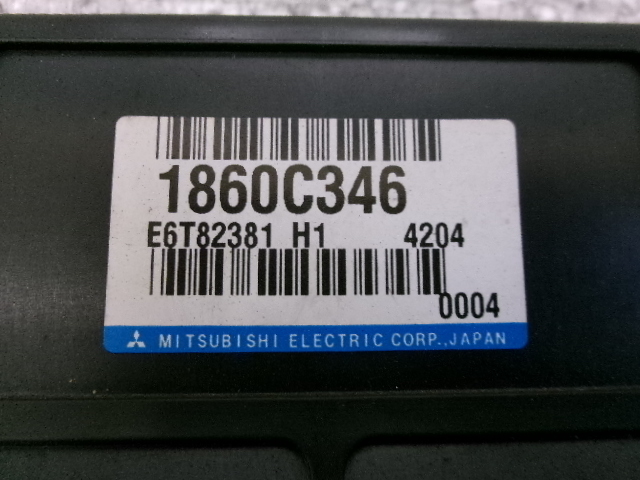 1860C346
E6T82381 H1 4204
0004
MITSUBISHI ELECTRIC CORP.,JAPAN